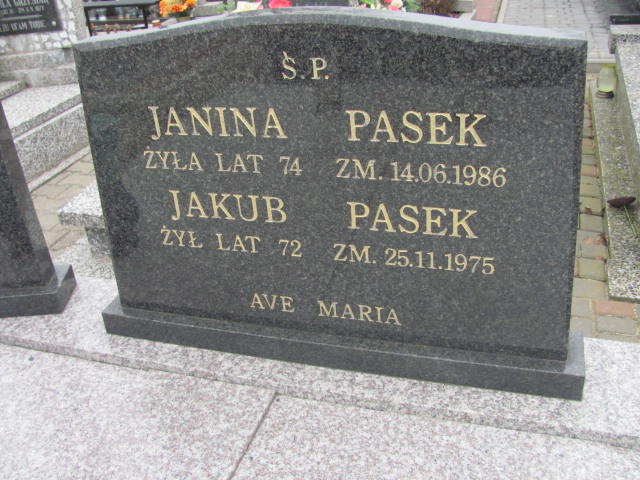 Ś.P.
JANINA PASEK
ŻYŁA LAT 74 ZM. 14.06.1986
JAKUB PASEK
ŻYŁ LAT 72 ZM. 25.11.1975
AVE MARIA